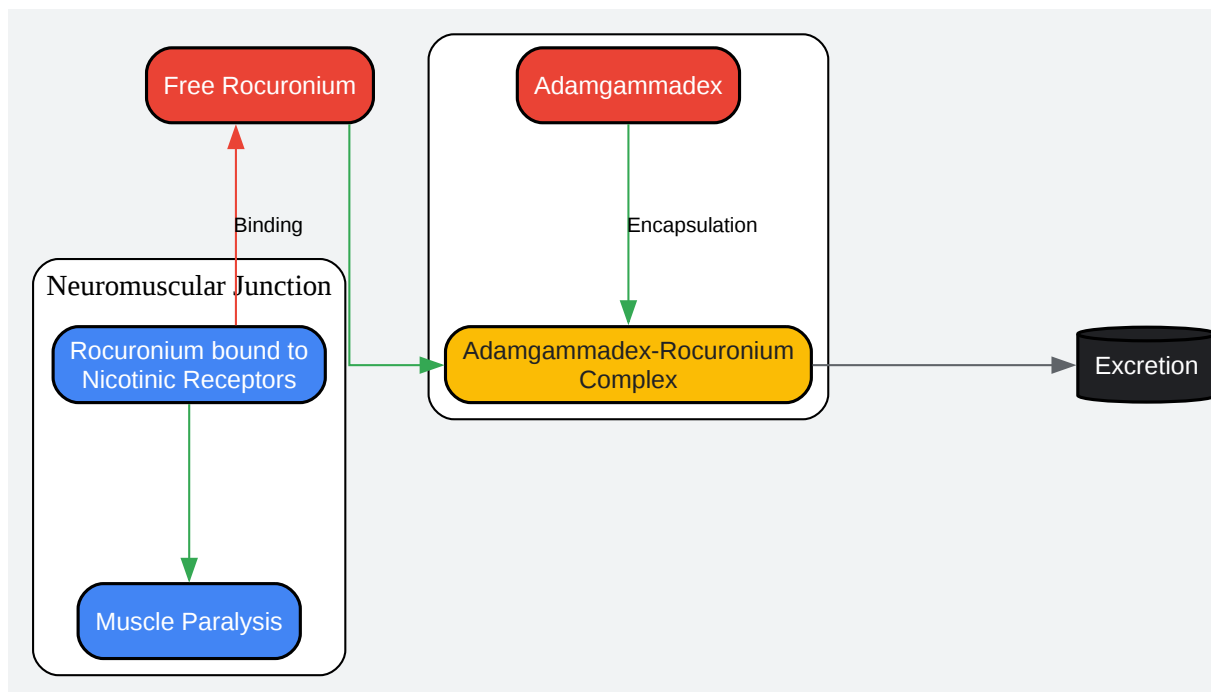 Free Rocuronium
Adamgammadex
Binding
Encapsulation
Neuromuscular Junction
Rocuronium bound to
Nicotinic Receptors
Adamgammadex-Rocuronium
Complex
Excretion
Muscle Paralysis